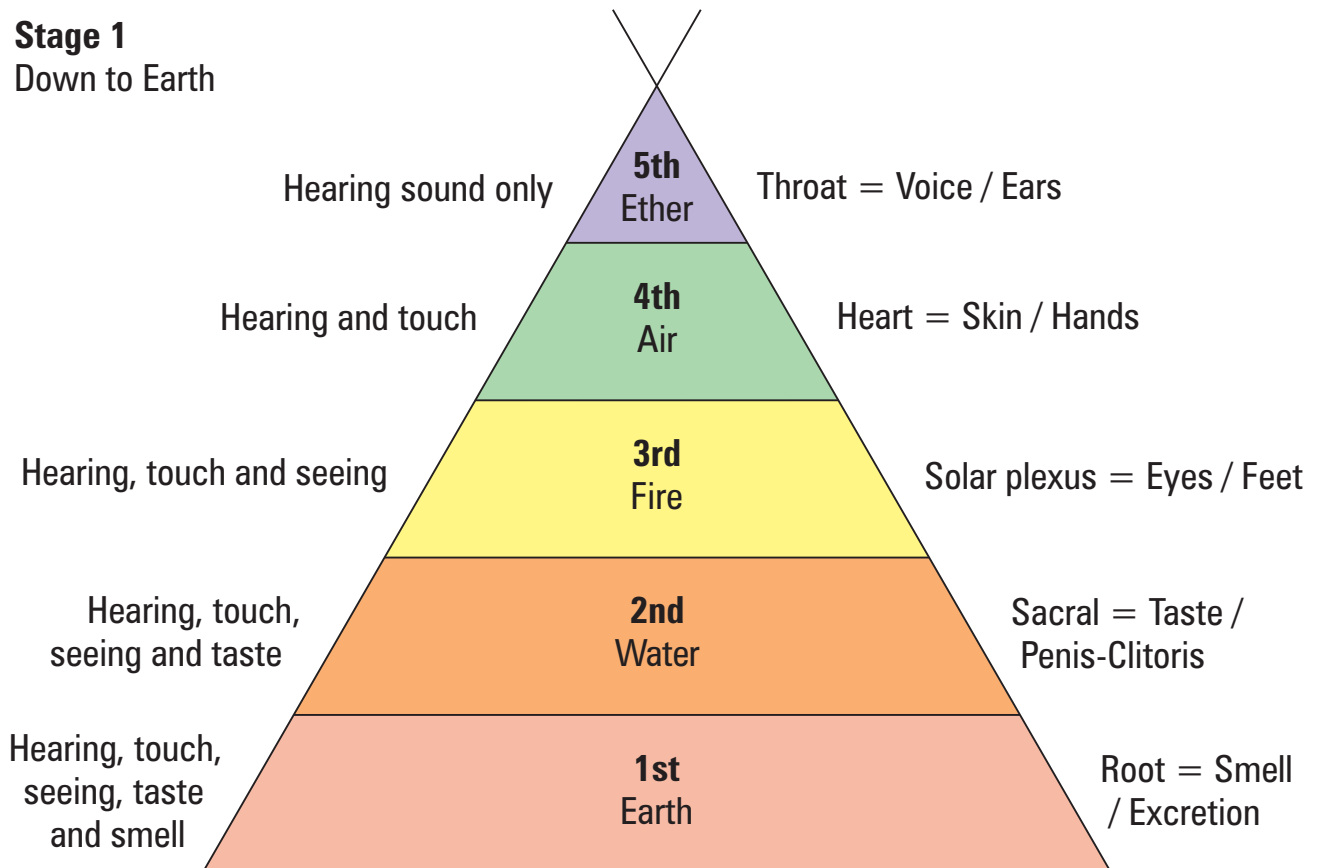 Stage 1
Down to Earth
Hearing sound only
5th
Ether
Throat = Voice / Ears
Hearing and touch
4th
Air
Heart = Skin / Hands
Hearing, touch and seeing
3rd
Fire
Solar plexus = Eyes / Feet
Hearing, touch,
seeing and taste
2nd
Water
Sacral = Taste /
Penis-Clitoris
Hearing, touch,
seeing, taste
and smell
1st
Earth
Root = Smell
/ Excretion